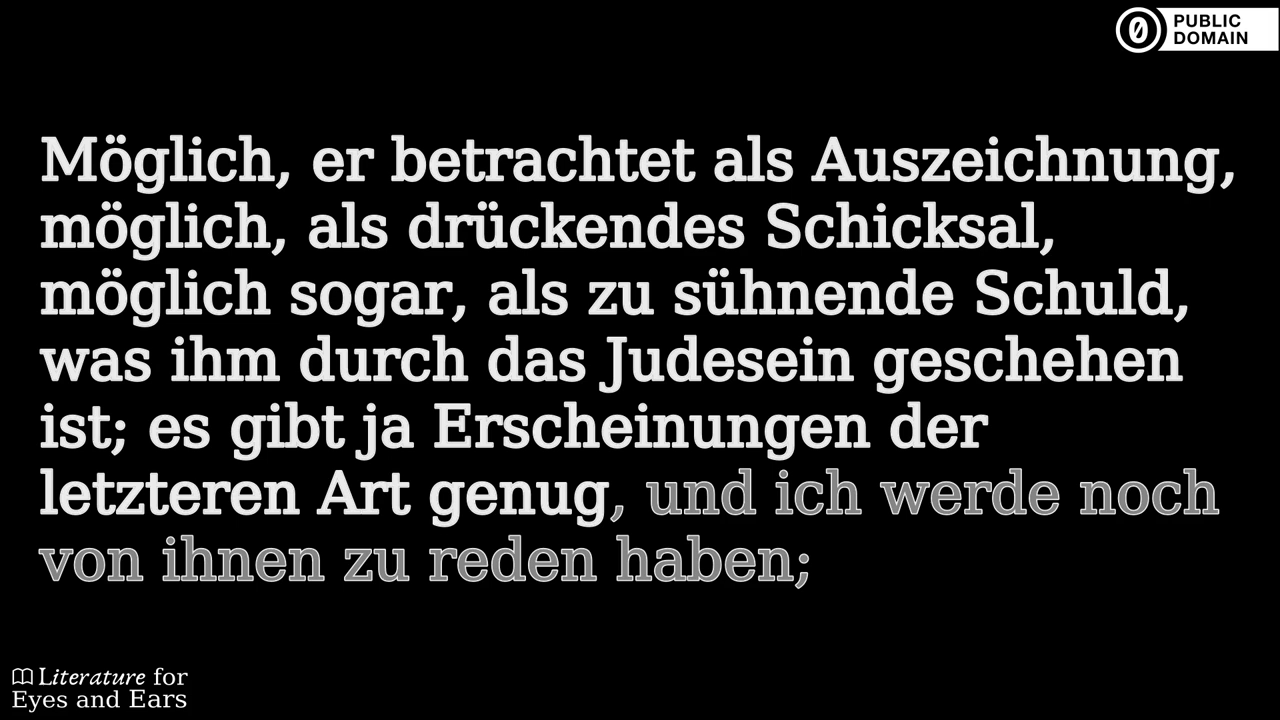 PUBLIC
DOMAIN
Möglich, er betrachtet als Auszeichnung,
möglich, als drückendes Schicksal,
möglich sogar, als zu sühnende Schuld,
was ihm durch das Judesein geschehen
ist; es gibt ja Erscheinungen der
letzteren Art genug, und ich werde noch
von ihnen zu reden haben;
Literature for
Eyes and Ears